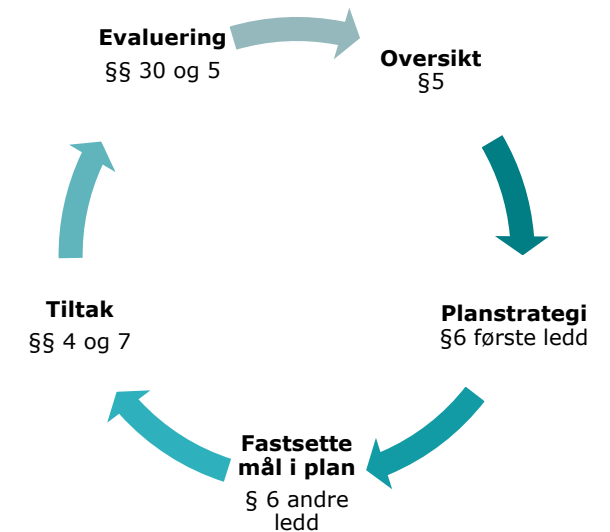 Evaluering
§§ 30 og 5
Oversikt
§5
Planstrategi
§6 første ledd
Fastsette
mål i plan
§ 6 andre
ledd
Tiltak
§§ 4 og 7